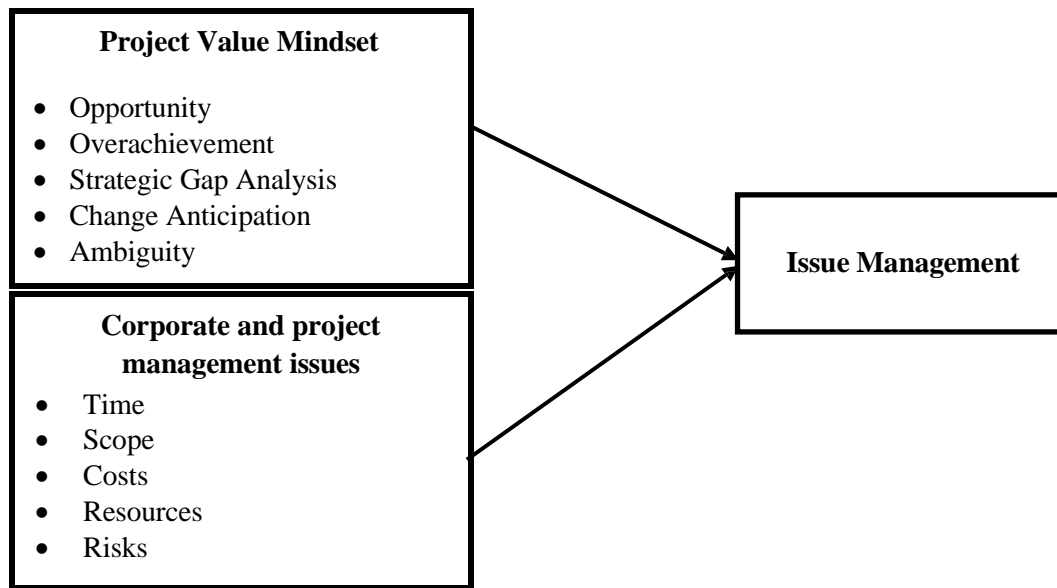 Project Value Mindset
• Opportunity
• Overachievement
• Strategic Gap Analysis
• Change Anticipation
• Ambiguity
Corporate and project
management issues
• Time
• Scope
• Costs
• Resources
• Risks
Issue Management